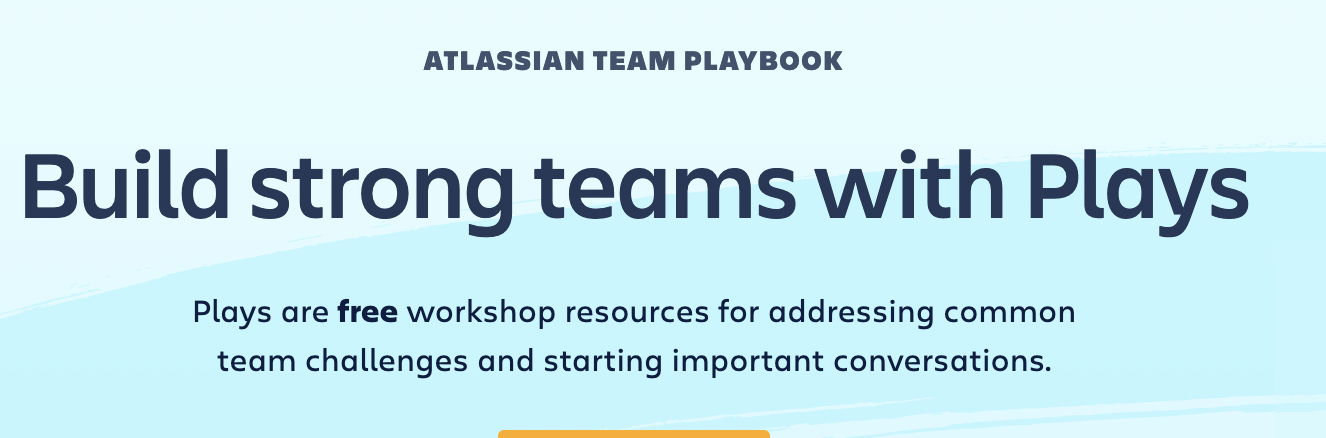 ATLASSIAN TEAM PLAYBOOK
Build strong teams with Plays
Plays are free workshop resources for addressing common
team challenges and starting important conversations.